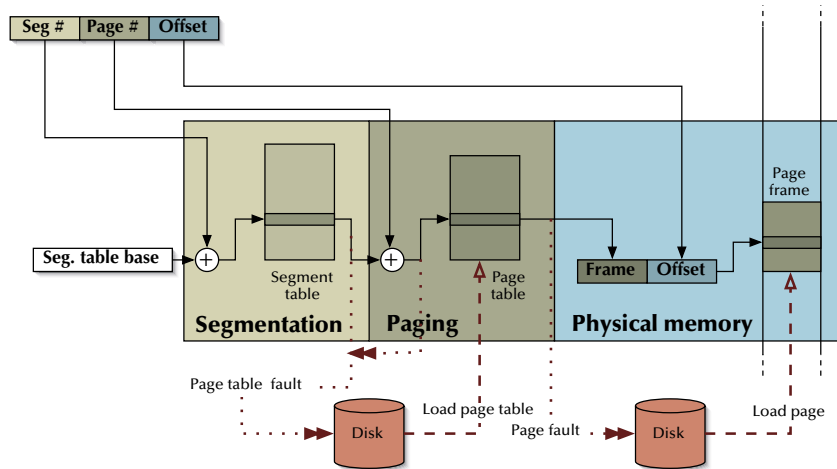 Seg # Page # Offset
Page
frame
Seg. table base
+
+
Frame Offset
Segment
table
Page
table
Segmentation
Paging
Physical memory
Page table fault
Disk
Load page table
Page fault
Disk
Load page